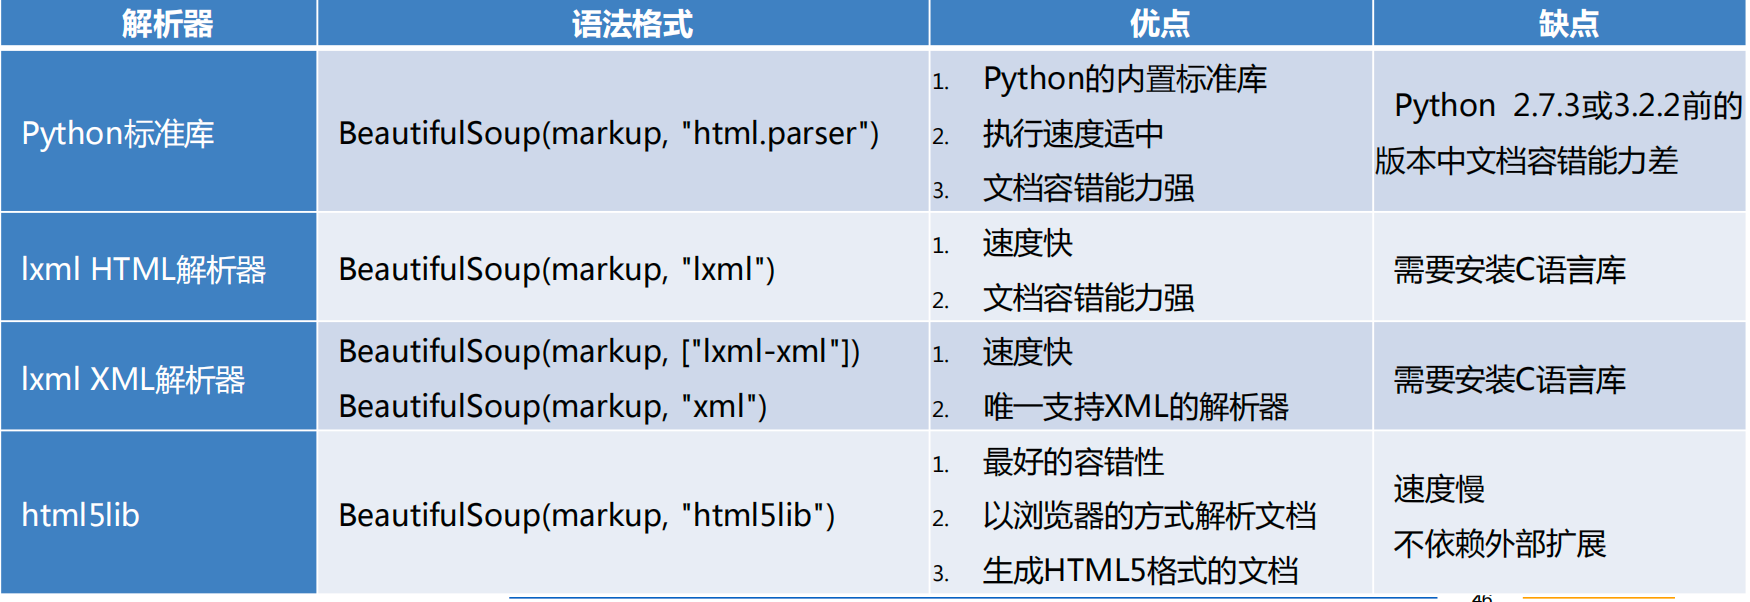 解析器 语法格式 优点 缺点
Python标准库
BeautifulSoup(markup, "html.parser")
1. Python的内置标准库
2. 执行速度适中
3. 文档容错能力强
Python 2.7.3或3.2.2前的
版本中文档容错能力差
lxml HTML解析器
BeautifulSoup(markup, "lxml")
1. 速度快
2. 文档容错能力强
需要安装C语言库
lxml XML解析器
BeautifulSoup(markup, ["lxml-xml"])
BeautifulSoup(markup, "xml")
1. 速度快
2. 唯一支持XML的解析器
需要安装C语言库
html5lib
BeautifulSoup(markup, "html5lib")
1. 最好的容错性
2. 以浏览器的方式解析文档
3. 生成HTML5格式的文档
速度慢
不依赖外部扩展